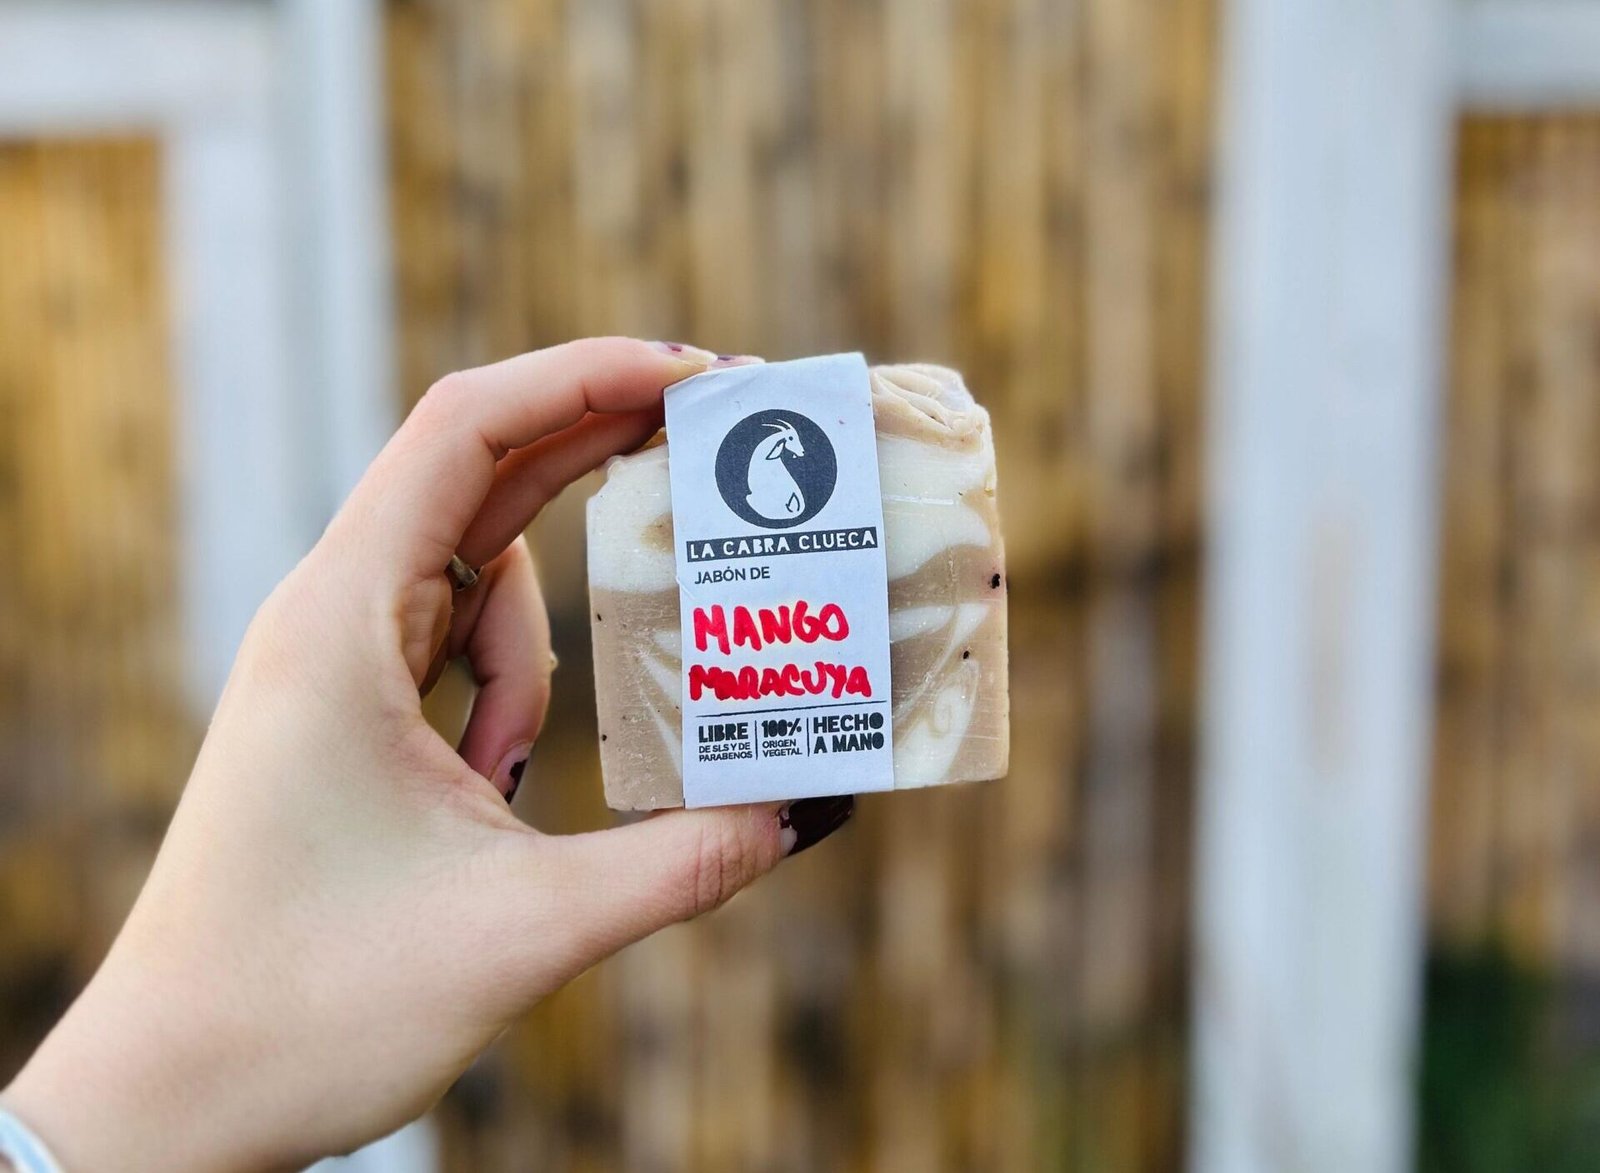 LA CABRA CLUECA
JABÓN DE
MANGO
MARACUYA
LIBRE
DE SLS Y DE
PARABENOS
100%
ORIGEN
VEGETAL
HECHO
A MANO